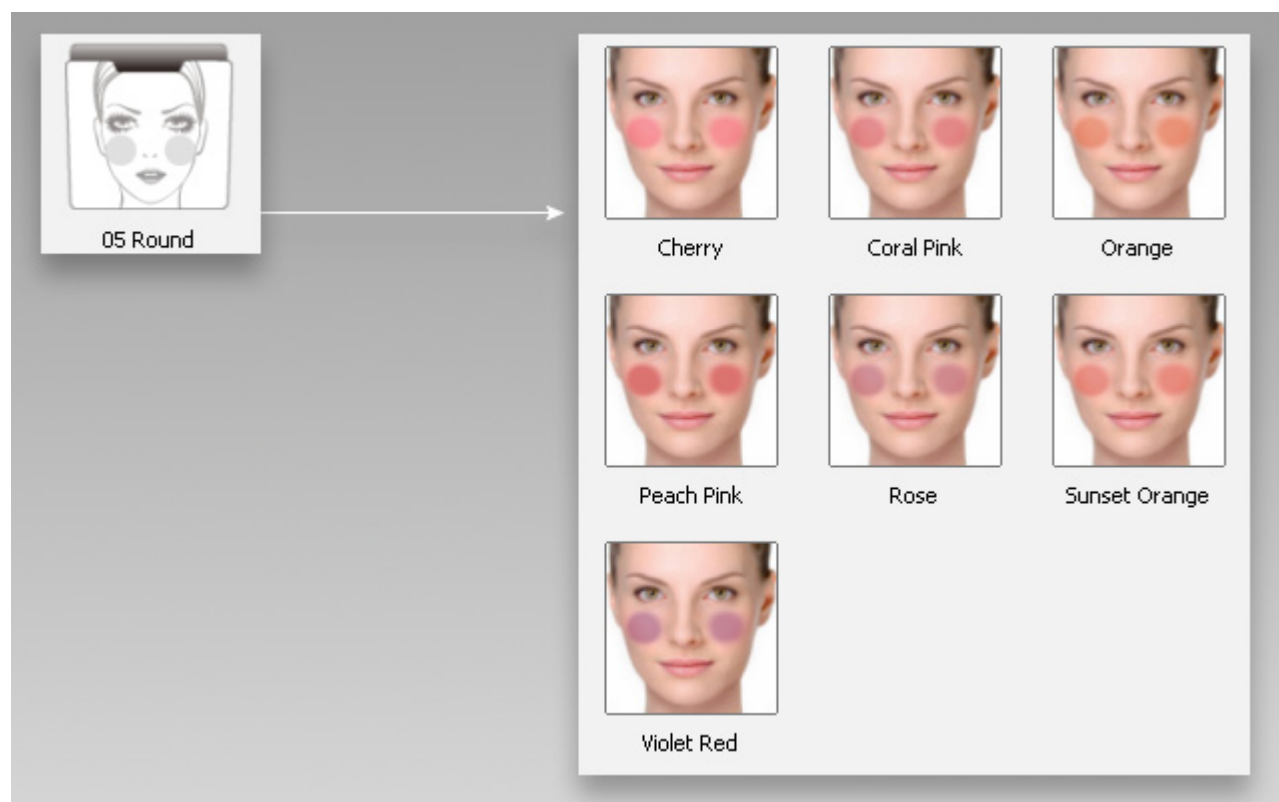 05 Round
Cherry
Coral Pink
Orange
Peach Pink
Rose
Sunset Orange
Violet Red